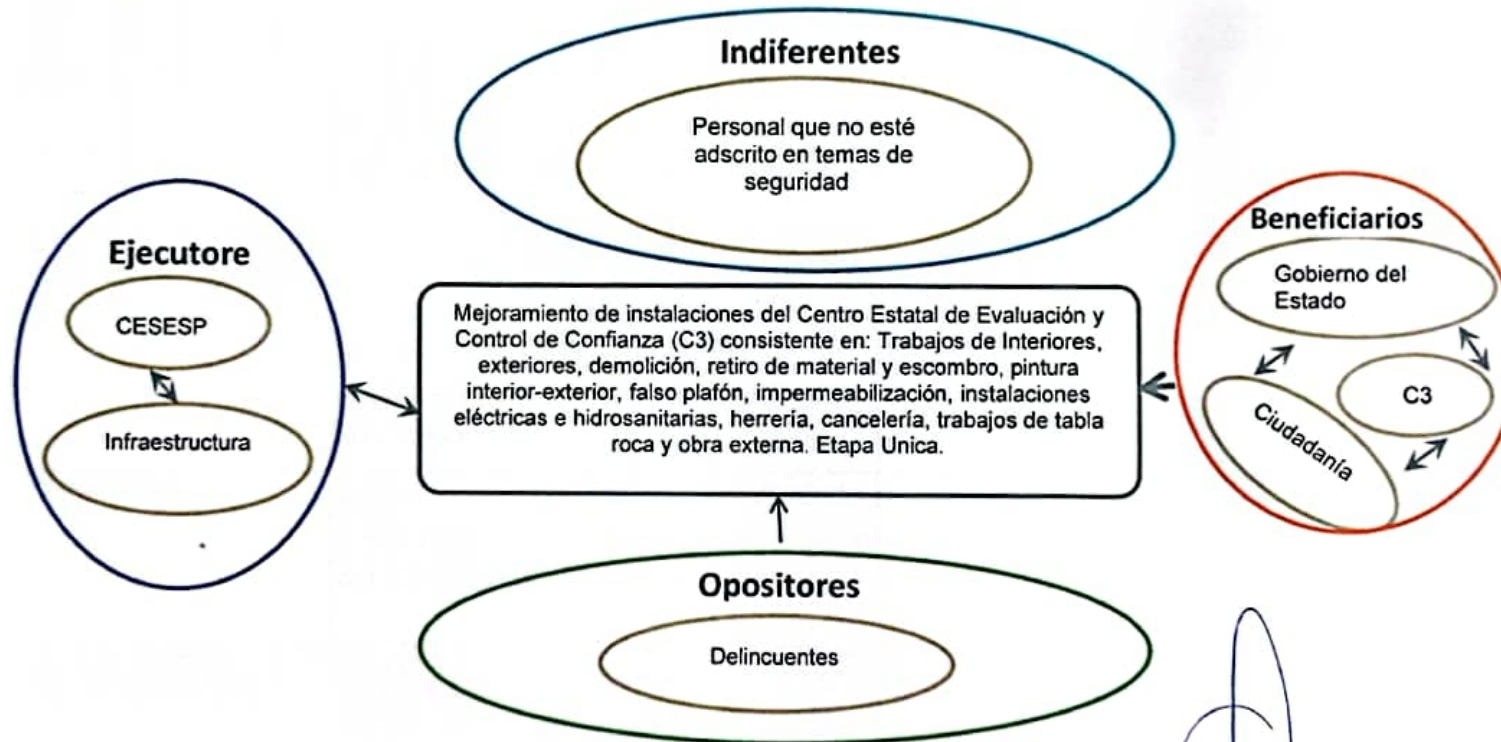 Indiferentes
Personal que no esté
adscrito en temas de
seguridad
Ejecutore
CESESP
Infraestructura
Mejoramiento de instalaciones del Centro Estatal de Evaluación y
Control de Confianza (C3) consistente en: Trabajos de Interiores,
exteriores, demolición, retiro de material y escombro, pintura
interior-exterior, falso plafón, impermeabilización, instalaciones
eléctricas e hidrosanitarias, herrería, cancelería, trabajos de tabla
roca y obra externa. Etapa Unica.
Beneficiarios
Gobierno del
Estado
C3
Ciudadanía
Opositores
Delincuentes